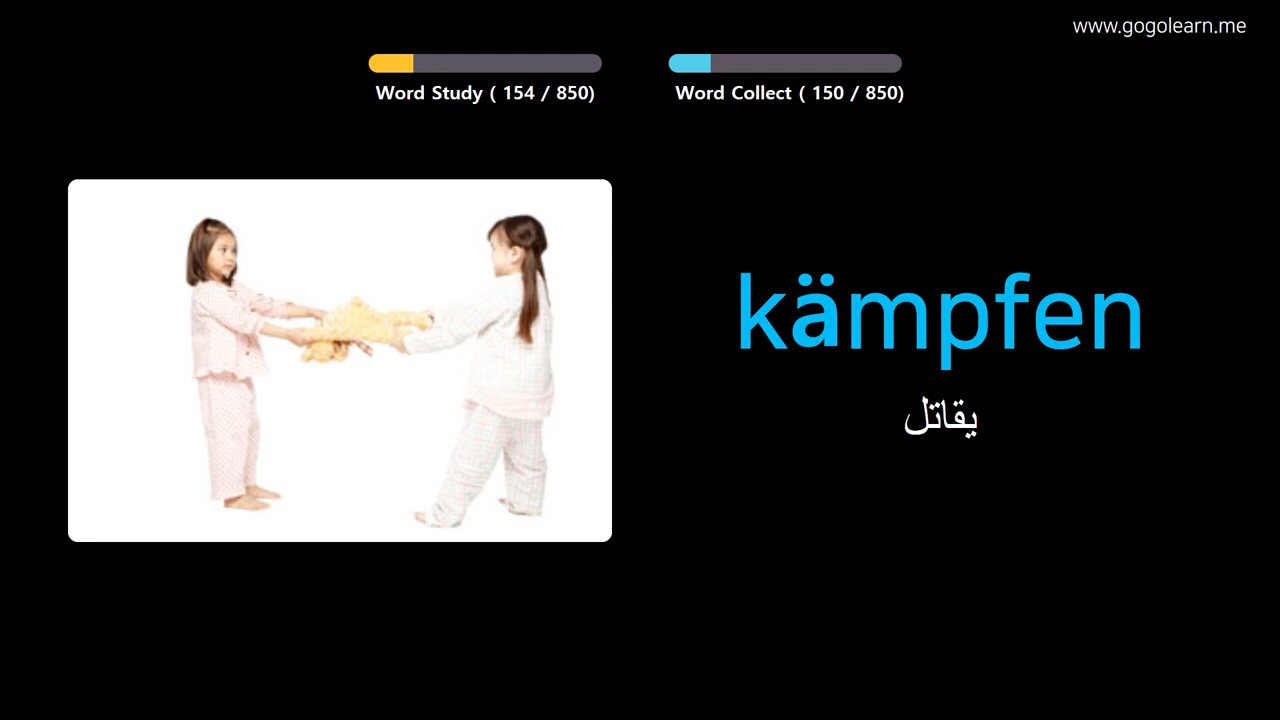 www.gogolearn.me
Word Study ( 154 / 850)
Word Collect ( 150 / 850)
kämpfen
يقاتل